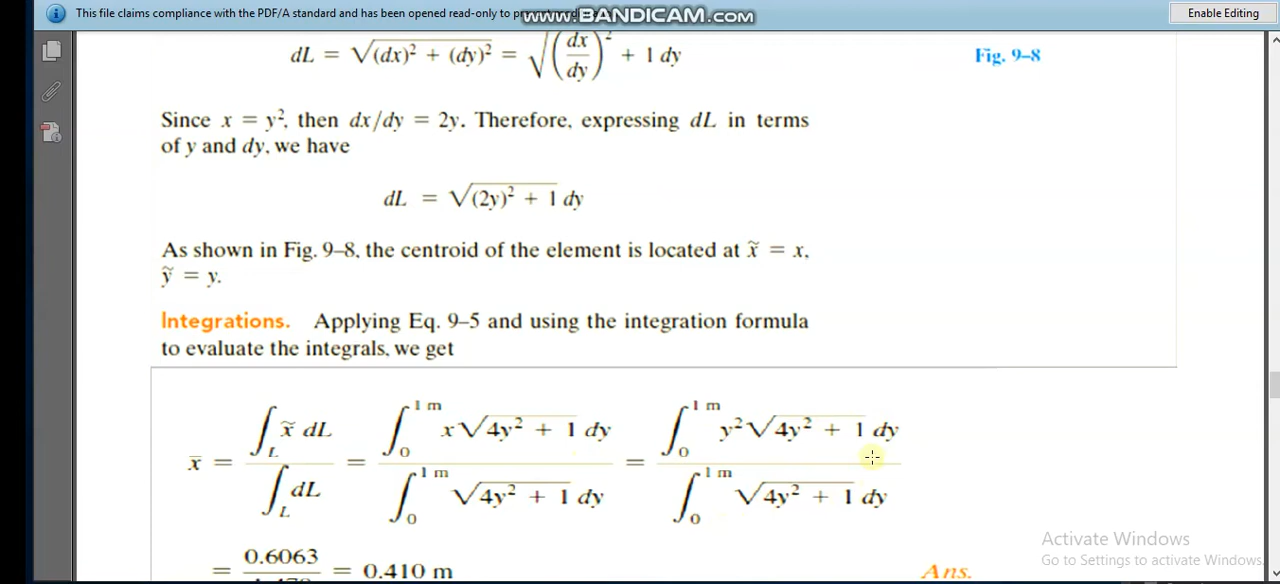 This file claims compliance with the PDF/A standard and has been opened read-only to
www.BANDICAM.com
Enable Editing
dL = √(dx)² + (dy)² = √(dx/dy)² + 1 dy
Fig. 9–8
Since x = y², then dx/dy = 2y. Therefore, expressing dL in terms
of y and dy, we have
dL = √(2y)² + 1 dy
As shown in Fig. 9–8, the centroid of the element is located at x̃ = x,
ỹ = y.
Integrations. Applying Eq. 9–5 and using the integration formula
to evaluate the integrals, we get
x̄ = ∫_L x̃ dL / ∫_L dL = ∫₀^{1 m} x√4y² + 1 dy / ∫₀^{1 m} √4y² + 1 dy = ∫₀^{1 m} y²√4y² + 1 dy / ∫₀^{1 m} √4y² + 1 dy
Activate Windows
Go to Settings to activate Windows.
= 0.6063 / = 0.410 m
Ans.